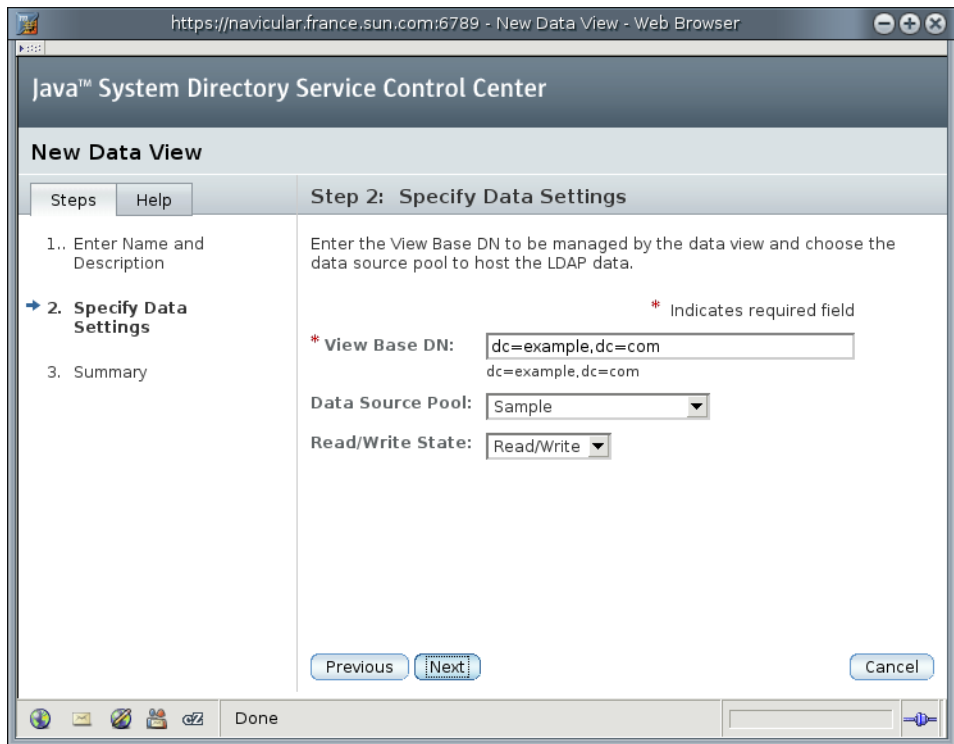 https://navicular.france.sun.com:6789 - New Data View - Web Browser
Java™ System Directory Service Control Center
New Data View
Steps
Help
1.. Enter Name and
Description
2. Specify Data
Settings
3. Summary
Step 2: Specify Data Settings
Enter the View Base DN to be managed by the data view and choose the
data source pool to host the LDAP data.
* Indicates required field
* View Base DN: dc=example,dc=com
dc=example,dc=com
Data Source Pool: Sample
Read/Write State: Read/Write
Previous
Next
Cancel
Done